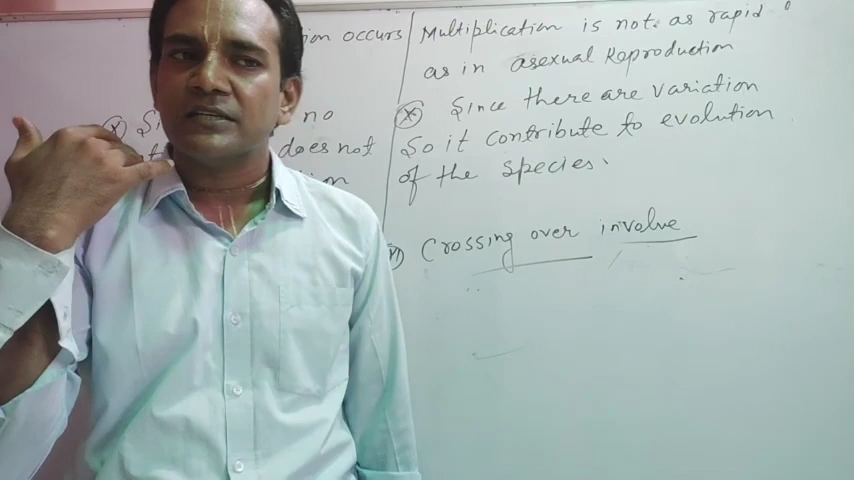 ion occurs
no
does not
Multiplication is not as rapid
as in asexual Reproduction
Since there are variation
So it contribute to evolution
of the species.
Crossing over involve